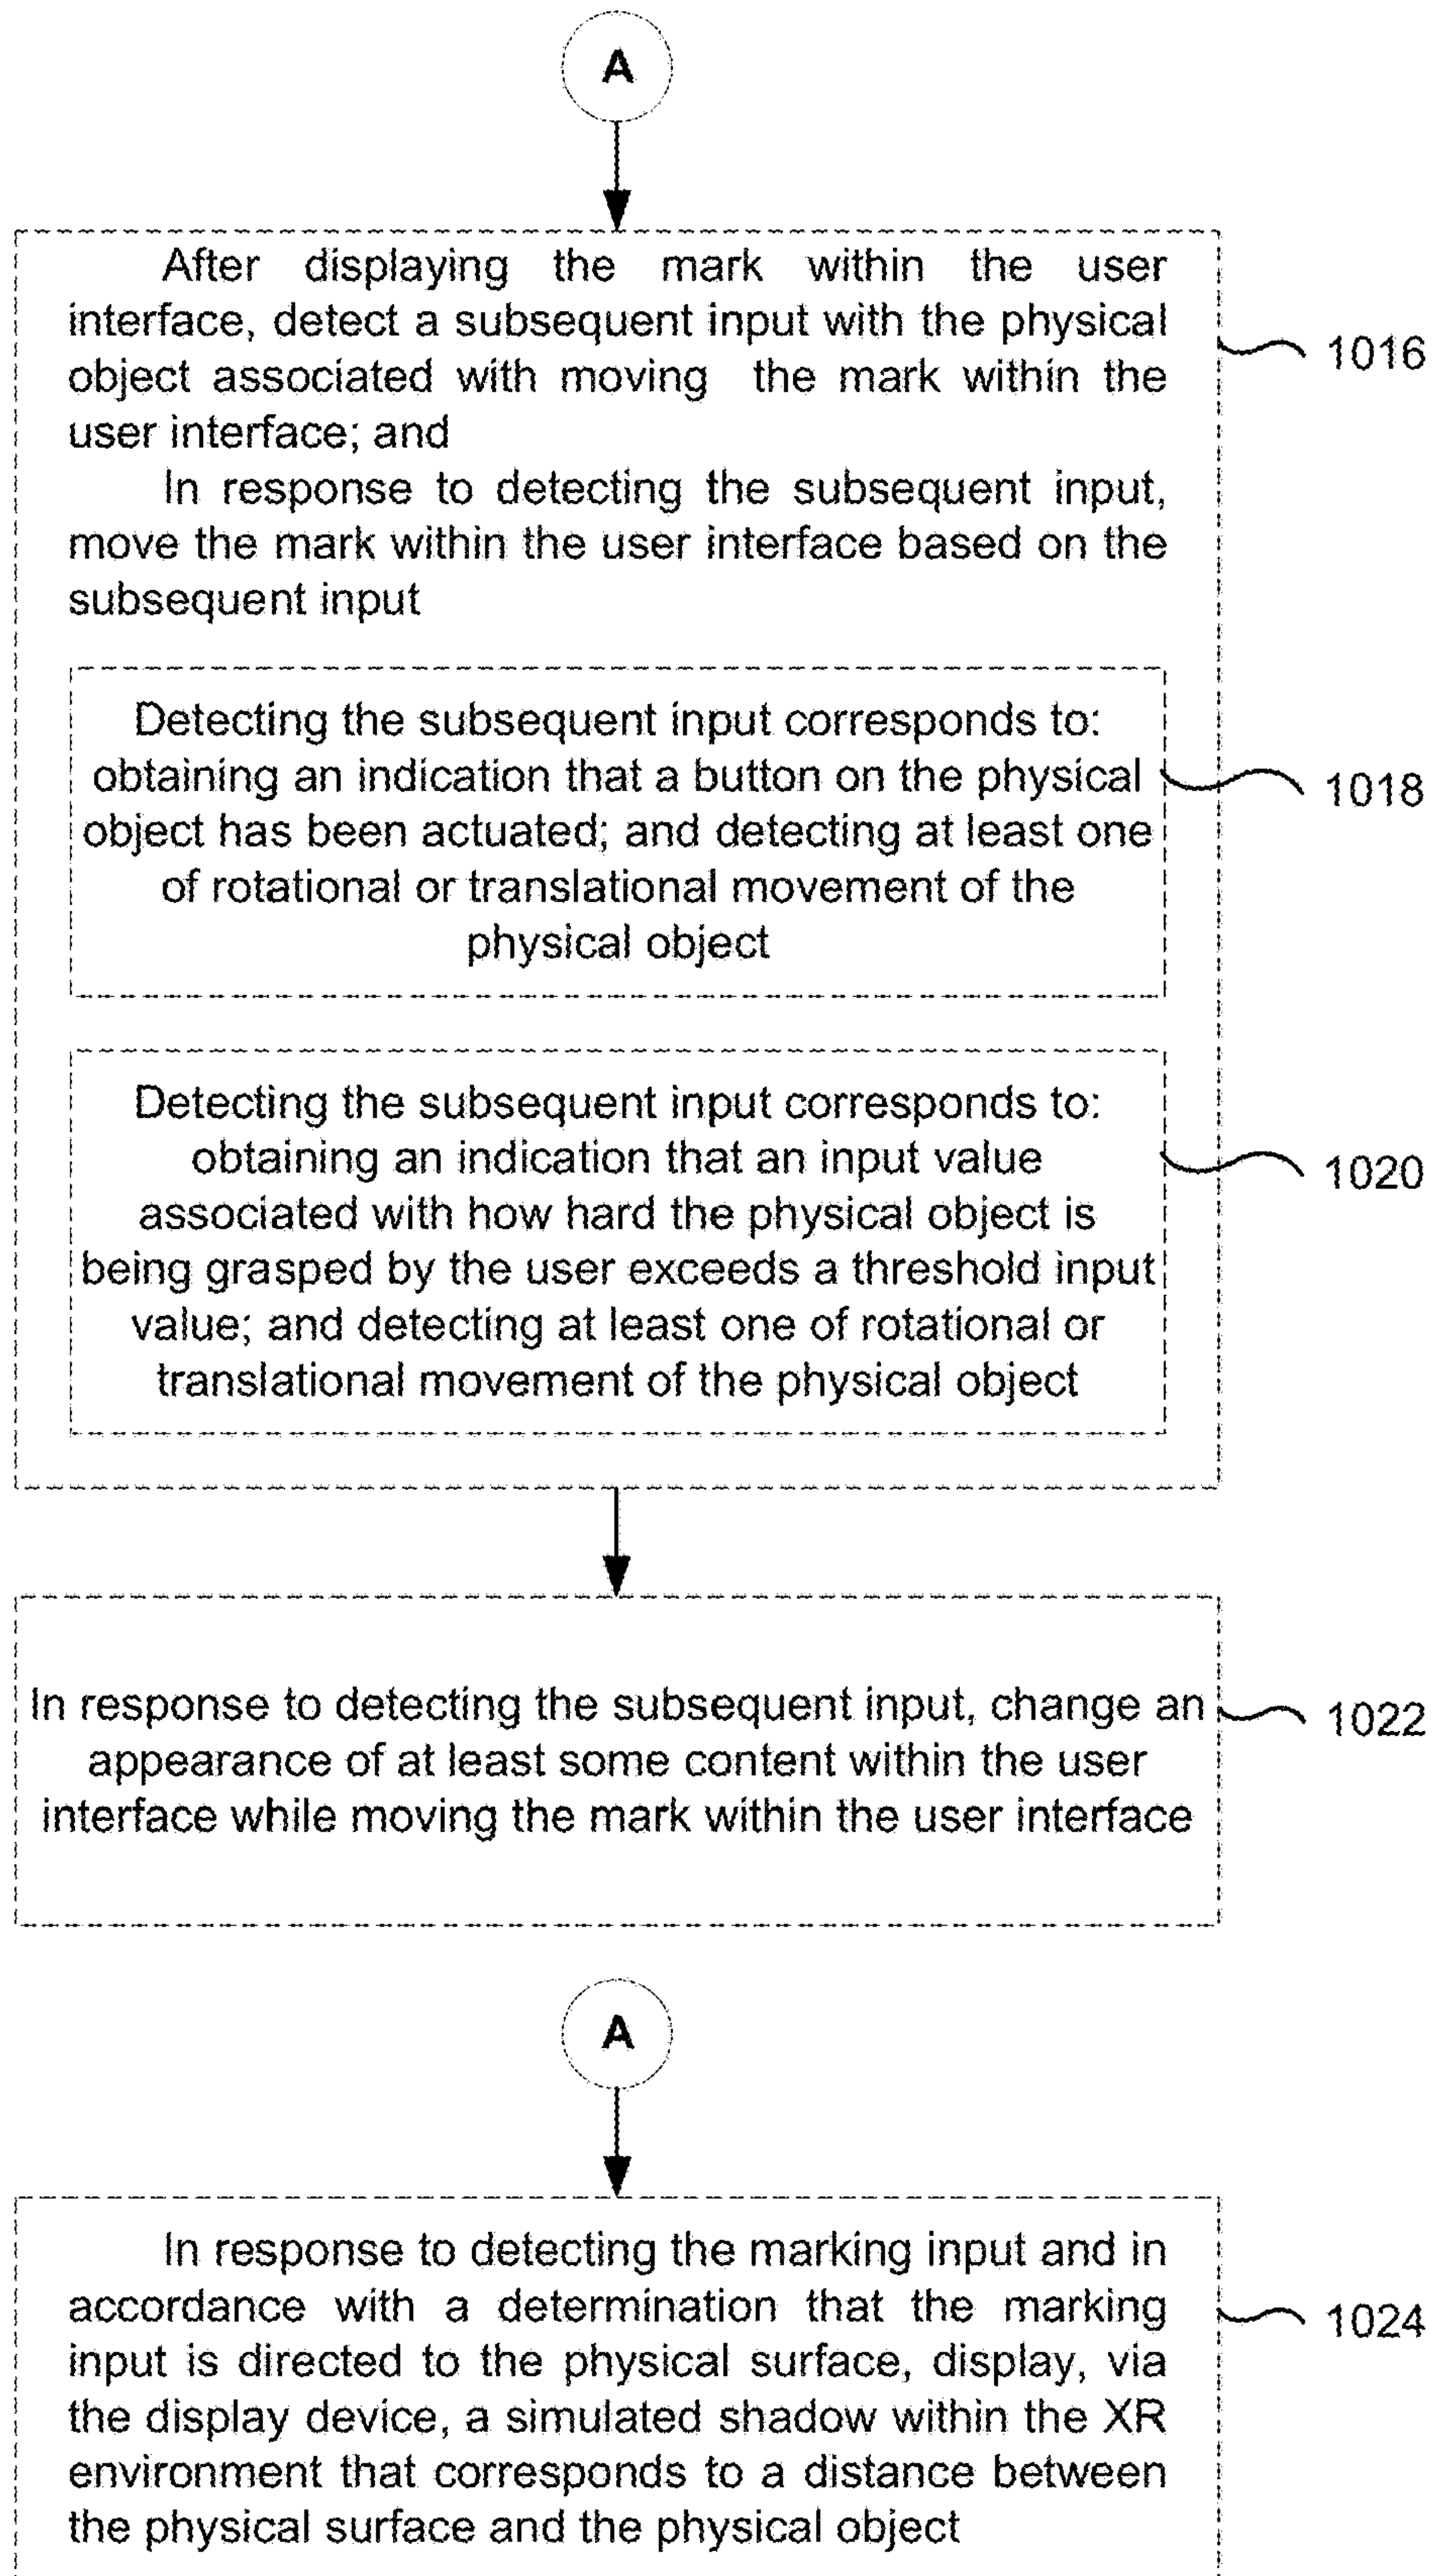 A
After displaying the mark within the user
interface, detect a subsequent input with the physical
object associated with moving the mark within the
user interface; and
In response to detecting the subsequent input,
move the mark within the user interface based on the
subsequent input
1016
Detecting the subsequent input corresponds to:
obtaining an indication that a button on the physical
object has been actuated; and detecting at least one
of rotational or translational movement of the
physical object
1018
Detecting the subsequent input corresponds to:
obtaining an indication that an input value
associated with how hard the physical object is
being grasped by the user exceeds a threshold input
value; and detecting at least one of rotational or
translational movement of the physical object
1020
In response to detecting the subsequent input, change an
appearance of at least some content within the user
interface while moving the mark within the user interface
1022
A
In response to detecting the marking input and in
accordance with a determination that the marking
input is directed to the physical surface, display, via
the display device, a simulated shadow within the XR
environment that corresponds to a distance between
the physical surface and the physical object
1024